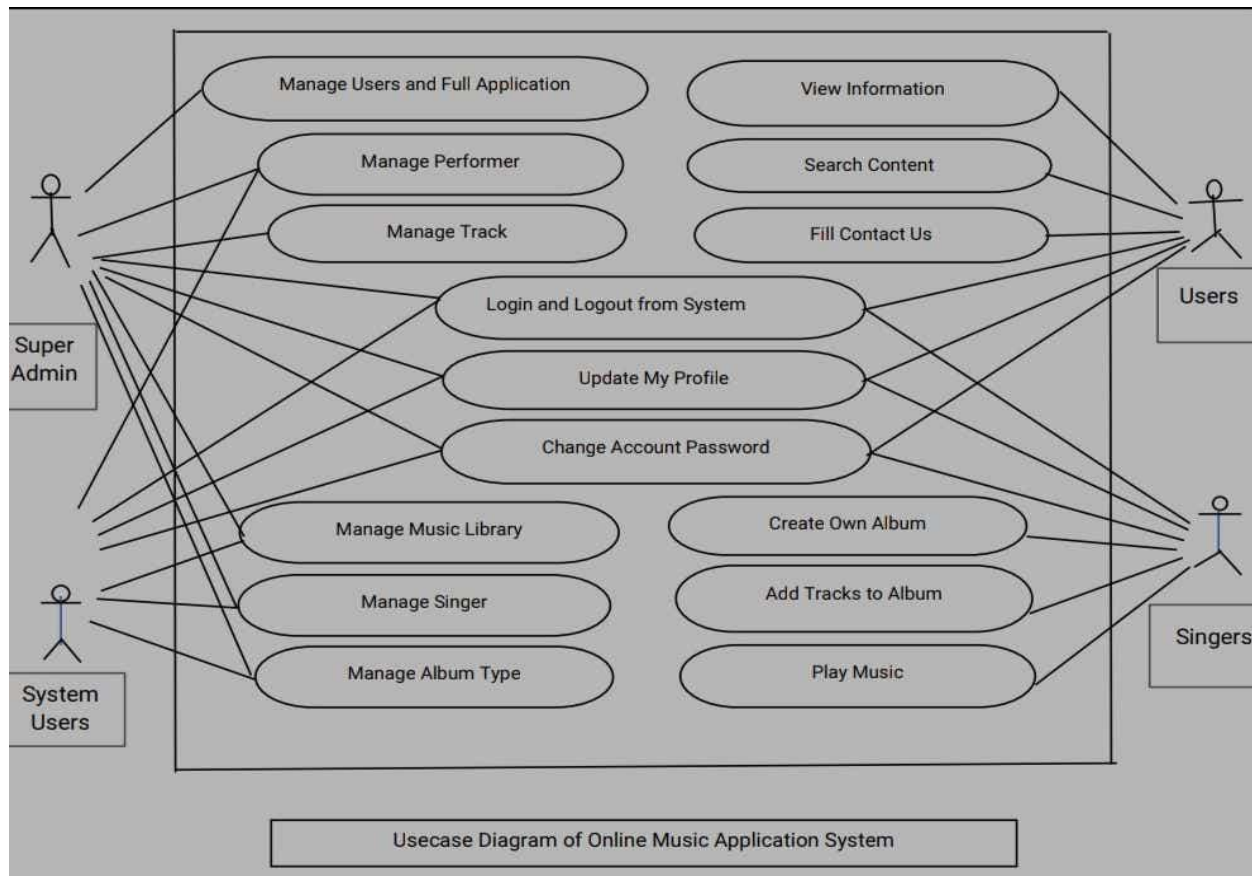 Manage Users and Full Application
View Information
Manage Performer
Search Content
Manage Track
Fill Contact Us
Login and Logout from System
Users
Super
Admin
Update My Profile
Change Account Password
Manage Music Library
Create Own Album
Manage Singer
Add Tracks to Album
Singers
Manage Album Type
Play Music
System
Users
Usecase Diagram of Online Music Application System